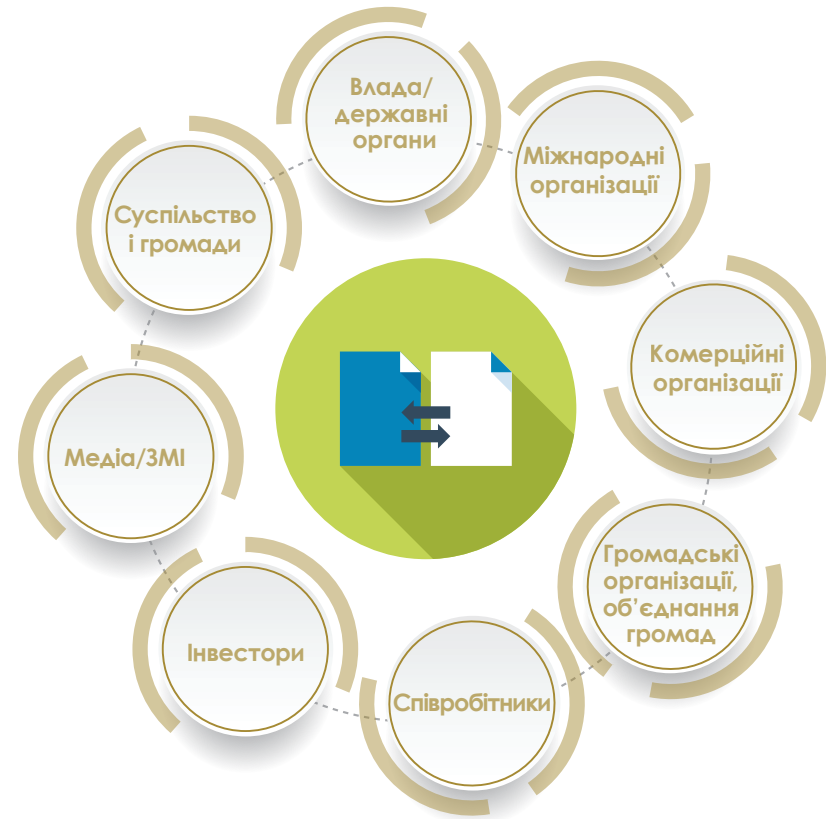 Влада/
державні
органи
Міжнародні
організації
Комерційні
організації
Громадські
організації,
об’єднання
громад
Співробітники
Інвестори
Медіа/ЗМІ
Суспільство
і громади